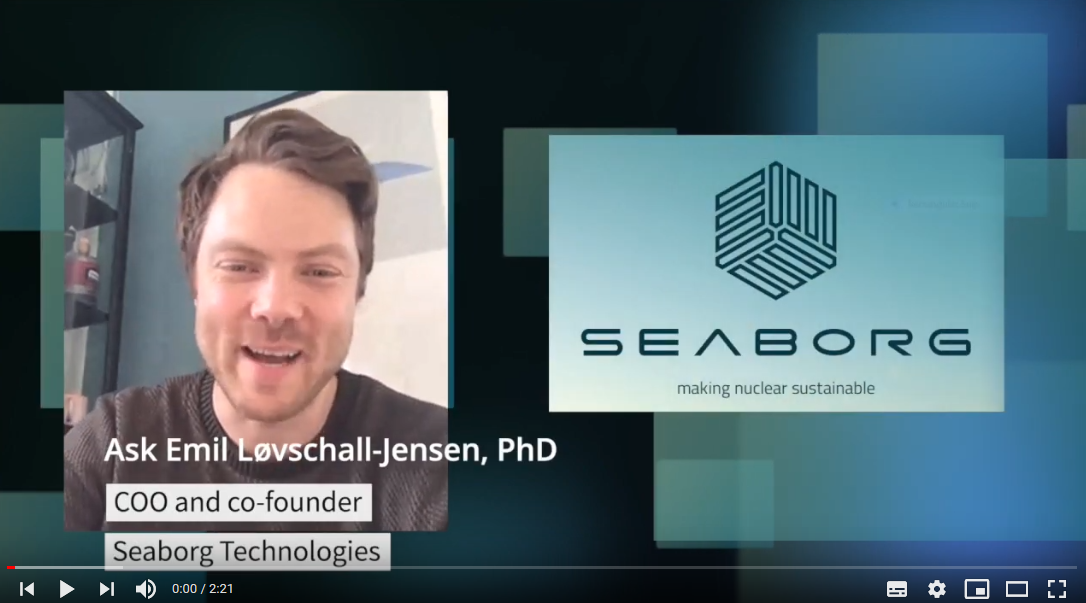 SEABORG
making nuclear sustainable
Ask Emil Løvschall-Jensen, PhD
COO and co-founder
Seaborg Technologies
0:00 / 2:21